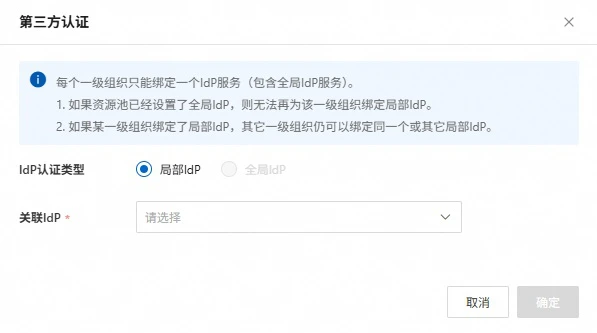 第三方认证
每个一级组织只能绑定一个IdP服务（包含全局IdP服务）。
1. 如果资源池已经设置了全局IdP，则无法再为该一级组织绑定局部IdP。
2. 如果某一级组织绑定了局部IdP，其它一级组织仍可以绑定同一个或其它局部IdP。
IdP认证类型 局部IdP 全局IdP
关联IdP * 请选择
取消 确定